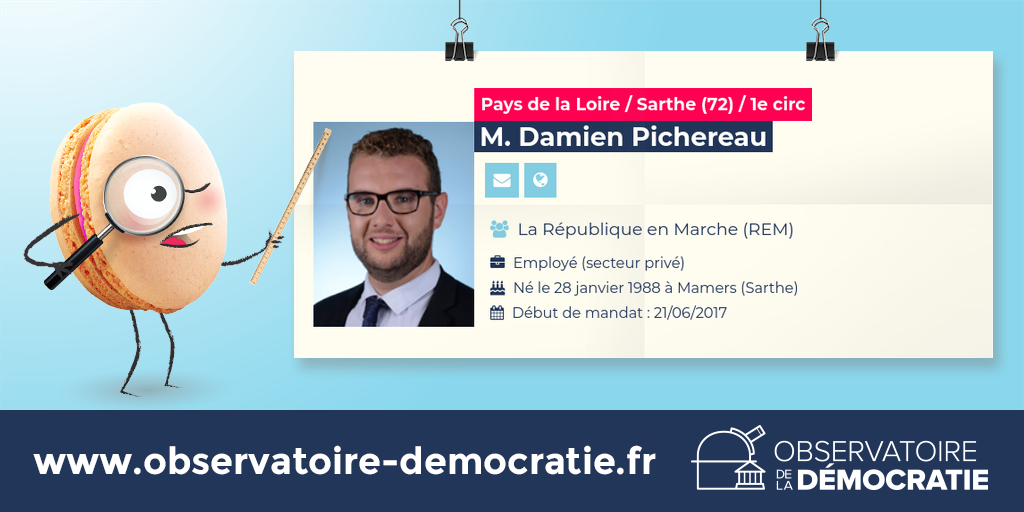 Pays de la Loire / Sarthe (72) / 1e circ
M. Damien Pichereau
La République en Marche (REM)
Employé (secteur privé)
Né le 28 janvier 1988 à Mamers (Sarthe)
Début de mandat : 21/06/2017
www.observatoire-democratie.fr
OBSERVATOIRE
DE LA DÉMOCRATIE